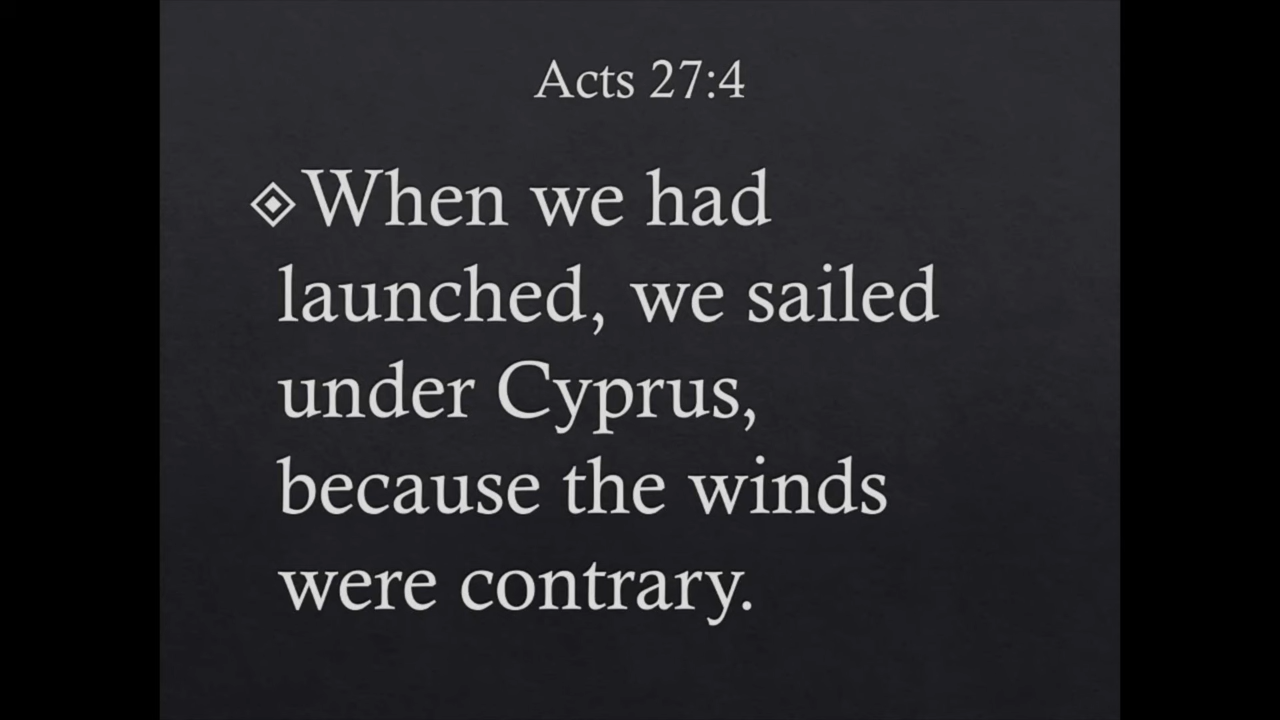 Acts 27:4
When we had
launched, we sailed
under Cyprus,
because the winds
were contrary.